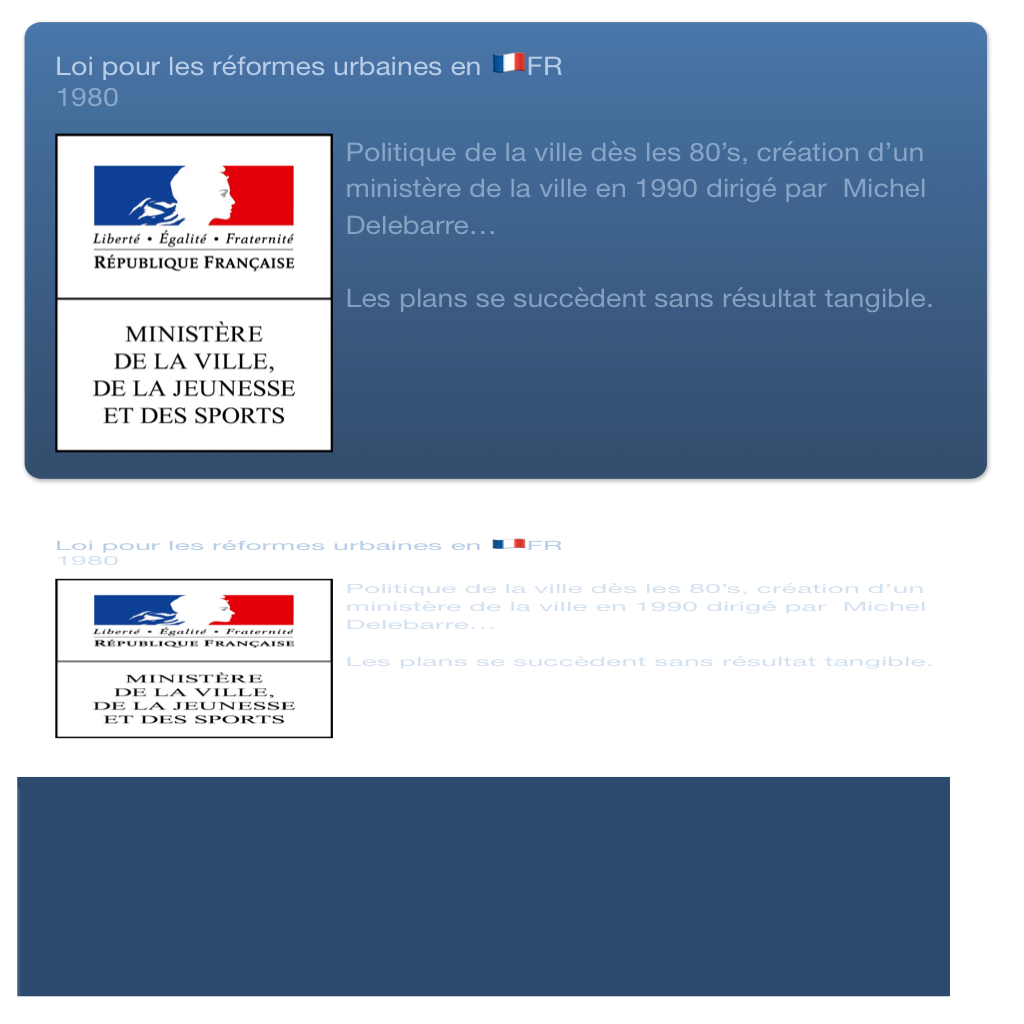 Loi pour les réformes urbaines en 🇫🇷FR
1980
Politique de la ville dès les 80’s, création d’un
ministère de la ville en 1990 dirigé par  Michel
Delebarre…
Les plans se succèdent sans résultat tangible.
Liberté • Égalité • Fraternité
RÉPUBLIQUE FRANÇAISE
MINISTÈRE
DE LA VILLE,
DE LA JEUNESSE
ET DES SPORTS
Loi pour les réformes urbaines en 🇫🇷FR
1980
Politique de la ville dès les 80’s, création d’un
ministère de la ville en 1990 dirigé par  Michel
Delebarre…
Les plans se succèdent sans résultat tangible.
Liberté • Égalité • Fraternité
RÉPUBLIQUE FRANÇAISE
MINISTÈRE
DE LA VILLE,
DE LA JEUNESSE
ET DES SPORTS